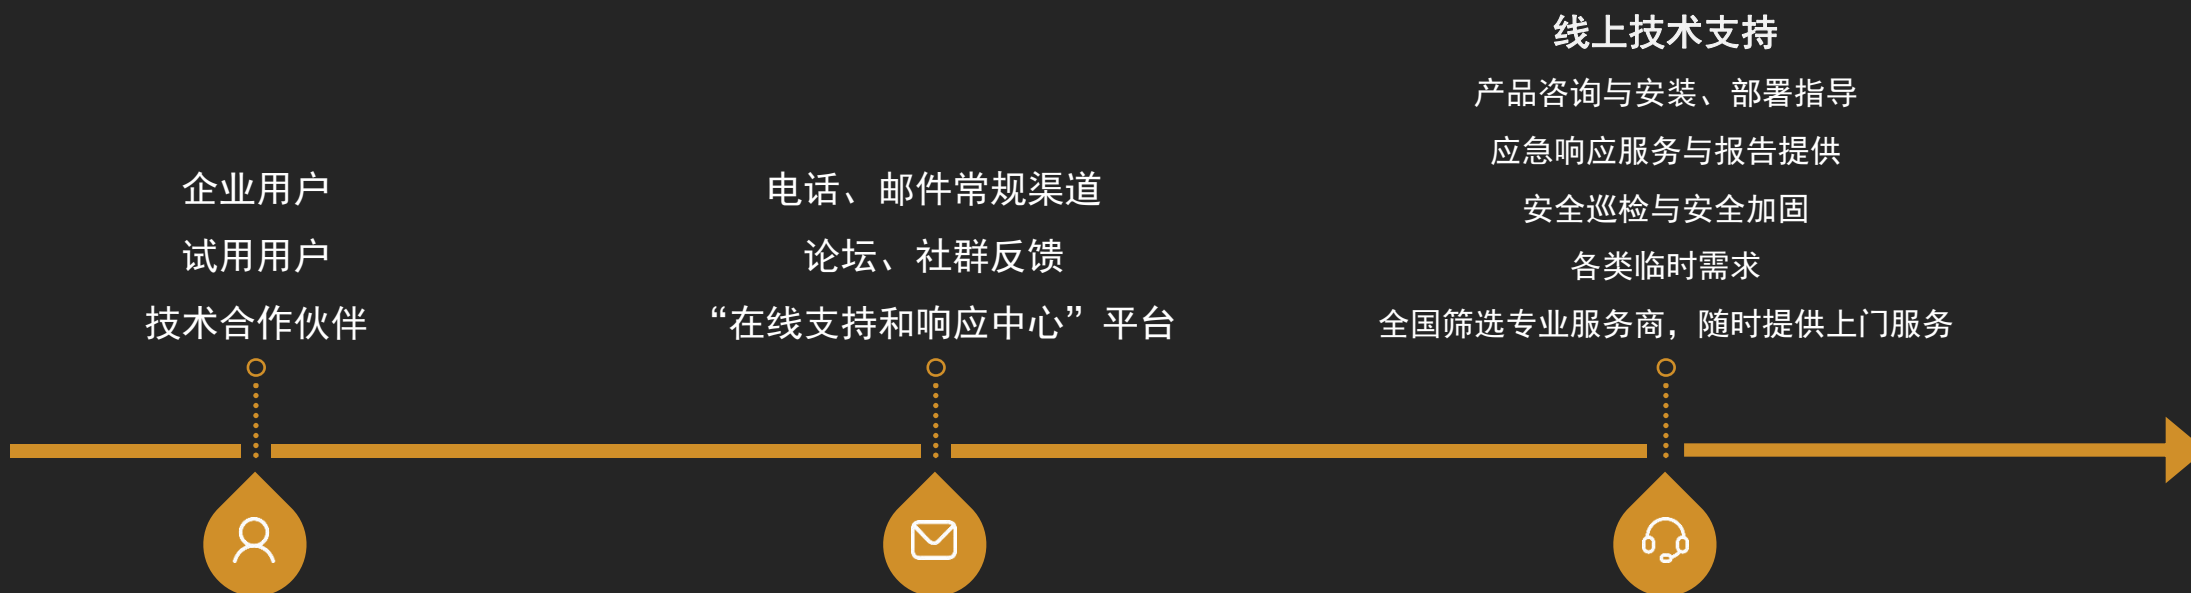 企业用户
试用用户
技术合作伙伴
电话、邮件常规渠道
论坛、社群反馈
“在线支持和响应中心”平台
线上技术支持
产品咨询与安装、部署指导
应急响应服务与报告提供
安全巡检与安全加固
各类临时需求
全国筛选专业服务商，随时提供上门服务